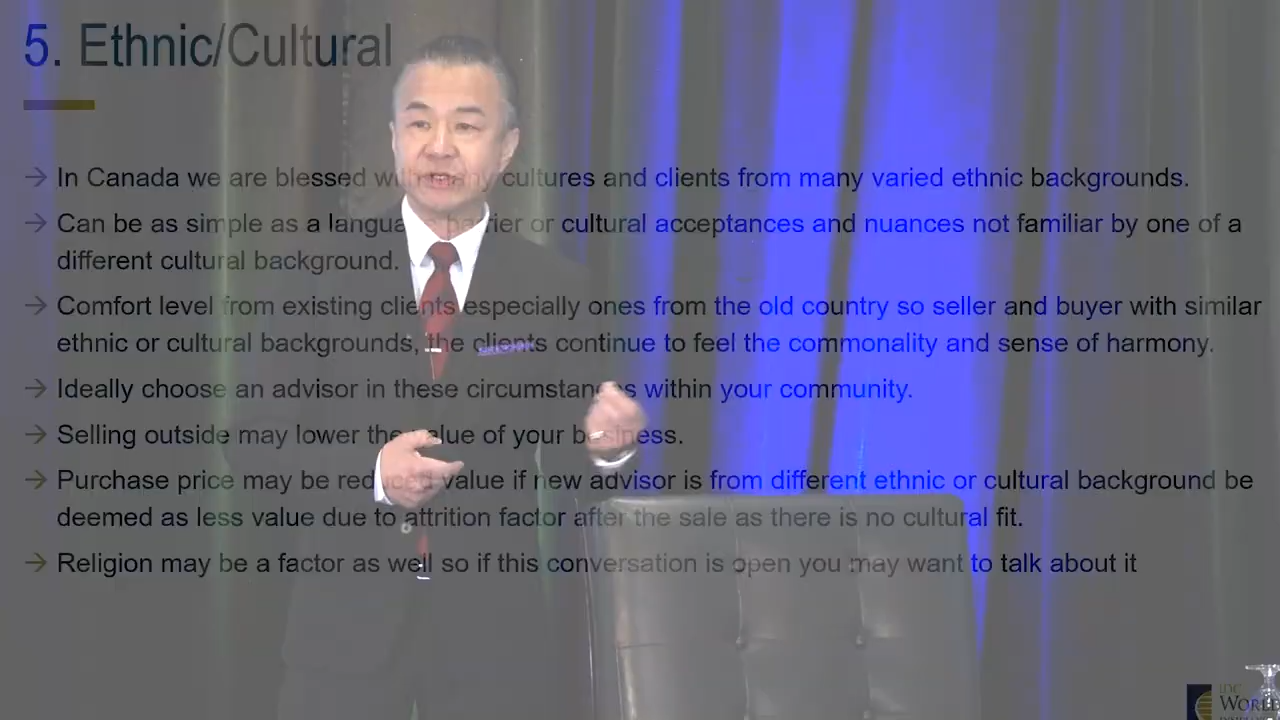 5. Ethnic/Cultural
→ In Canada we are blessed with many cultures and clients from many varied ethnic backgrounds.
→ Can be as simple as a language barrier or cultural acceptances and nuances not familiar by one of a
different cultural background.
→ Comfort level from existing clients especially ones from the old country so seller and buyer with similar
ethnic or cultural backgrounds, the clients continue to feel the commonality and sense of harmony.
→ Ideally choose an advisor in these circumstances within your community.
→ Selling outside may lower the value of your business.
→ Purchase price may be reduced value if new advisor is from different ethnic or cultural background be
deemed as less value due to attrition factor after the sale as there is no cultural fit.
→ Religion may be a factor as well so if this conversation is open you may want to talk about it
IDC